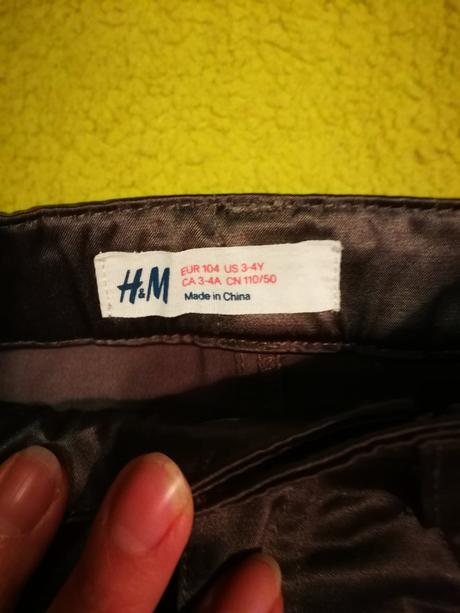 H&M
EUR 104 US 3-4Y
CA 3-4A CN 110/50
Made in China